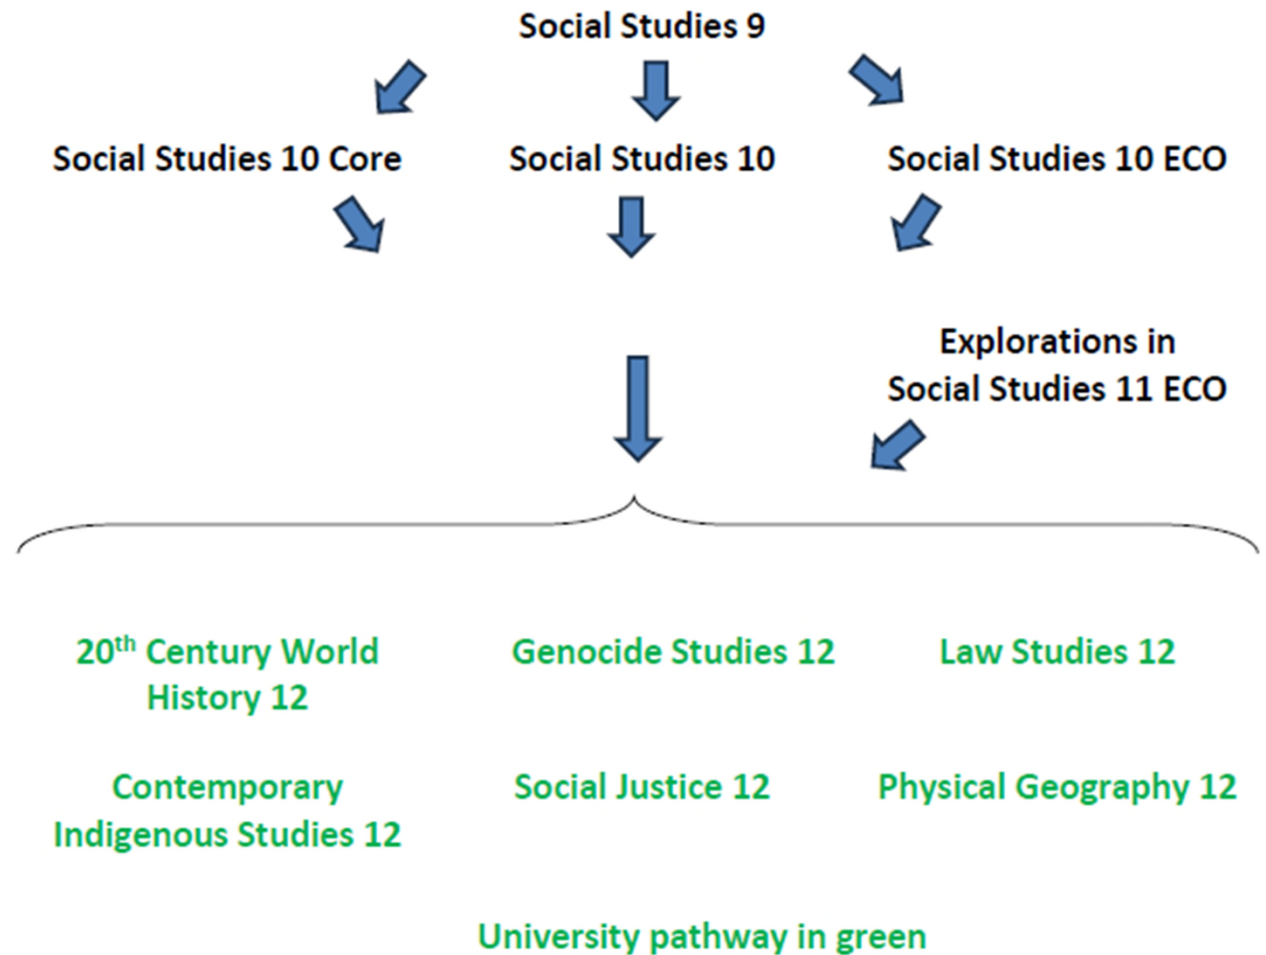 Social Studies 9
Social Studies 10 Core
Social Studies 10
Social Studies 10 ECO
Explorations in
Social Studies 11 ECO
20th Century World
History 12
Genocide Studies 12
Law Studies 12
Contemporary
Indigenous Studies 12
Social Justice 12
Physical Geography 12
University pathway in green